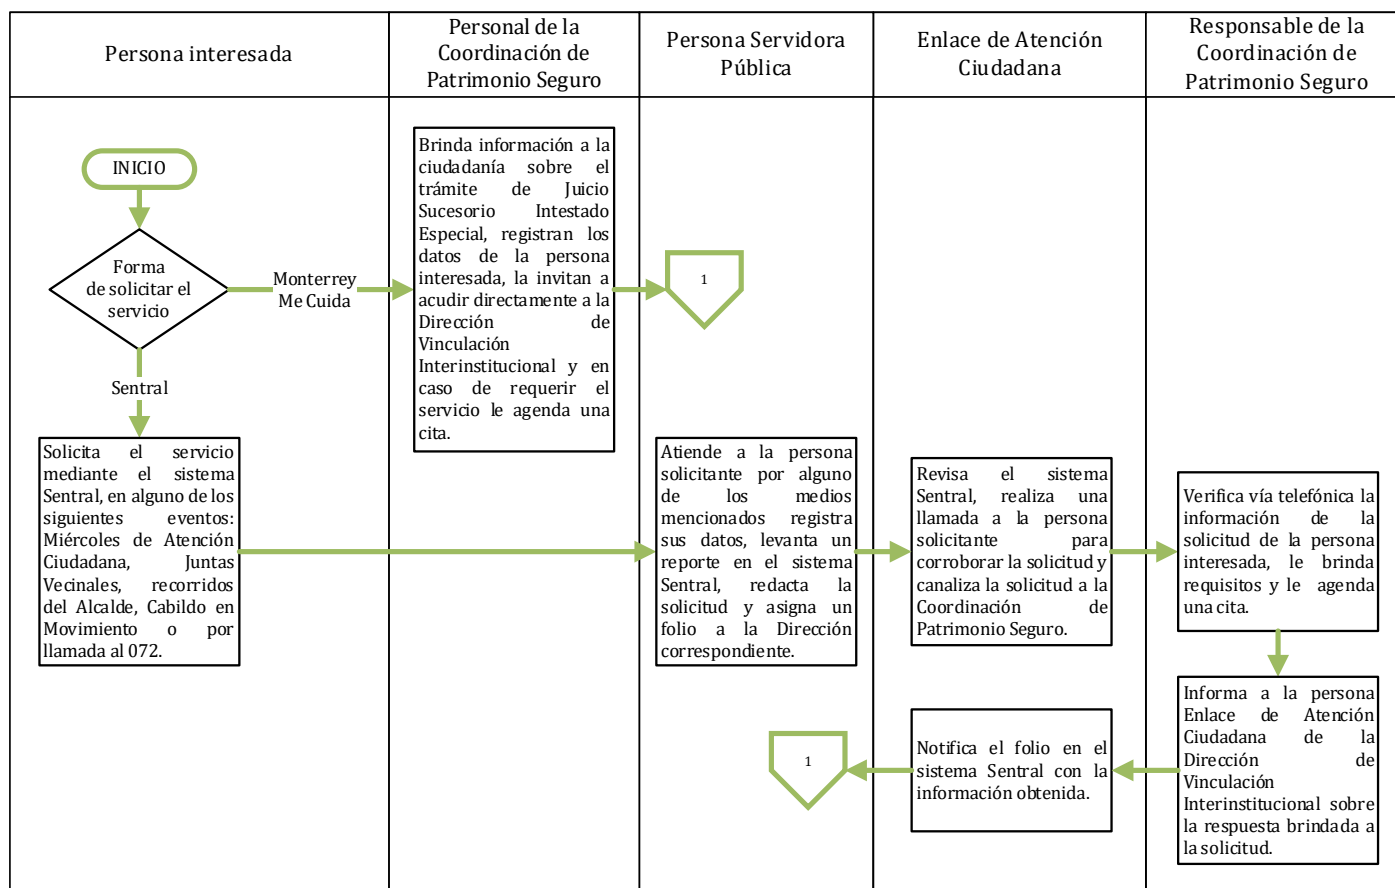 Persona interesada
Personal de la
Coordinación de
Patrimonio Seguro
Persona Servidora
Pública
Enlace de Atención
Ciudadana
Responsable de la
Coordinación de
Patrimonio Seguro
INICIO
Forma
de solicitar el
servicio
Monterrey
Me Cuida
Sentral
Brinda información a la
ciudadanía sobre el
trámite de Juicio
Sucesorio Intestado
Especial, registran los
datos de la persona
interesada, la invitan a
acudir directamente a la
Dirección de
Vinculación
Interinstitucional y en
caso de requerir el
servicio le agenda una
cita.
1
Solicita el servicio
mediante el sistema
Sentral, en alguno de los
siguientes eventos:
Miércoles de Atención
Ciudadana, Juntas
Vecinales, recorridos
del Alcalde, Cabildo en
Movimiento o por
llamada al 072.
Atiende a la persona
solicitante por alguno
de los medios
mencionados registra
sus datos, levanta un
reporte en el sistema
Sentral, redacta la
solicitud y asigna un
folio a la Dirección
correspondiente.
Revisa el sistema
Sentral, realiza una
llamada a la persona
solicitante para
corroborar la solicitud y
canaliza la solicitud a la
Coordinación de
Patrimonio Seguro.
Verifica vía telefónica la
información de la
solicitud de la persona
interesada, le brinda
requisitos y le agenda
una cita.
Informa a la persona
Enlace de Atención
Ciudadana de la
Dirección de
Vinculación
Interinstitucional sobre
la respuesta brindada a
la solicitud.
Notifica el folio en el
sistema Sentral con la
información obtenida.
1